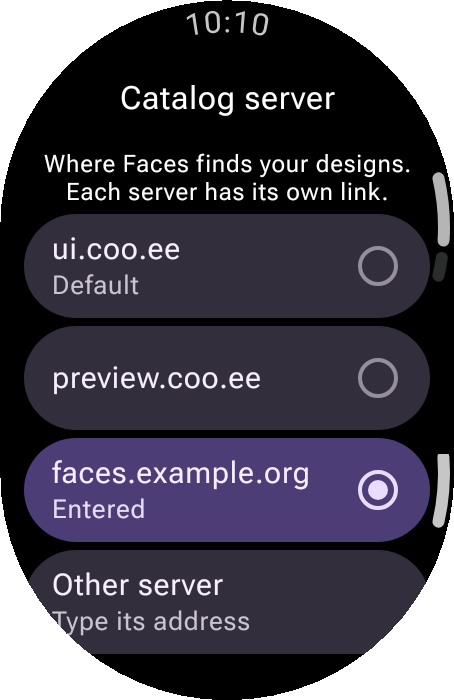 10:10
Catalog server
Where Faces finds your designs.
Each server has its own link.
ui.coo.ee
Default
preview.coo.ee
faces.example.org
Entered
Other server
Type its address